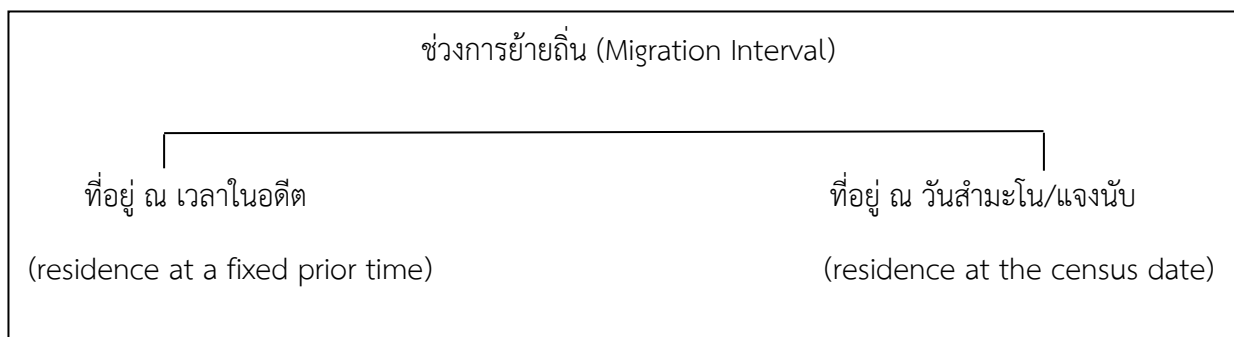 ช่วงการย้ายถิ่น (Migration Interval)
ที่อยู่ ณ เวลาในอดีต ที่อยู่ ณ วันสำมะโน/แจงนับ
(residence at a fixed prior time) (residence at the census date)